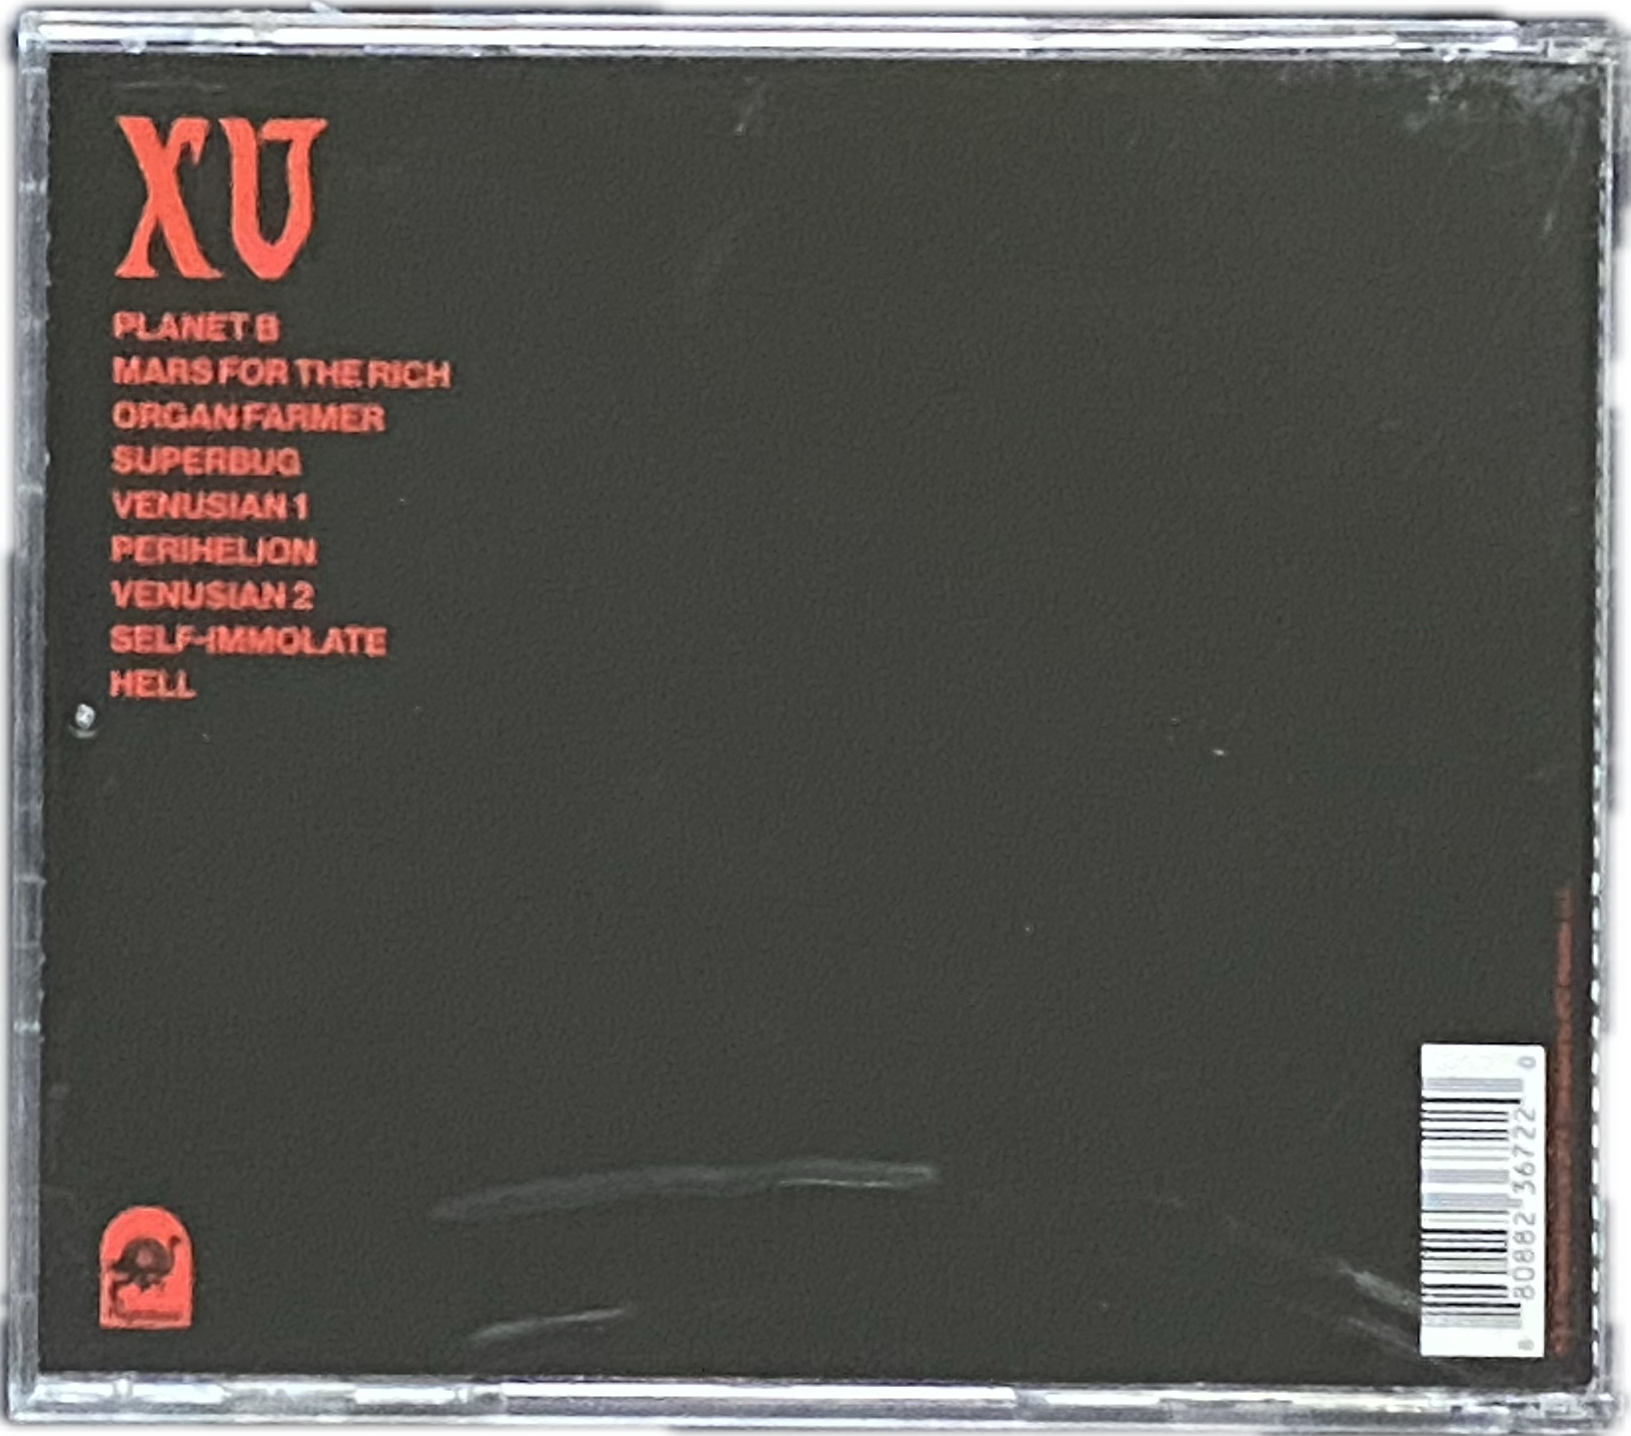 XV
PLANET B
MARS FOR THE RICH
ORGAN FARMER
SUPERBUG
VENUSIAN 1
PERIHELION
VENUSIAN 2
SELF-IMMOLATE
HELL
8 80882 36722 0